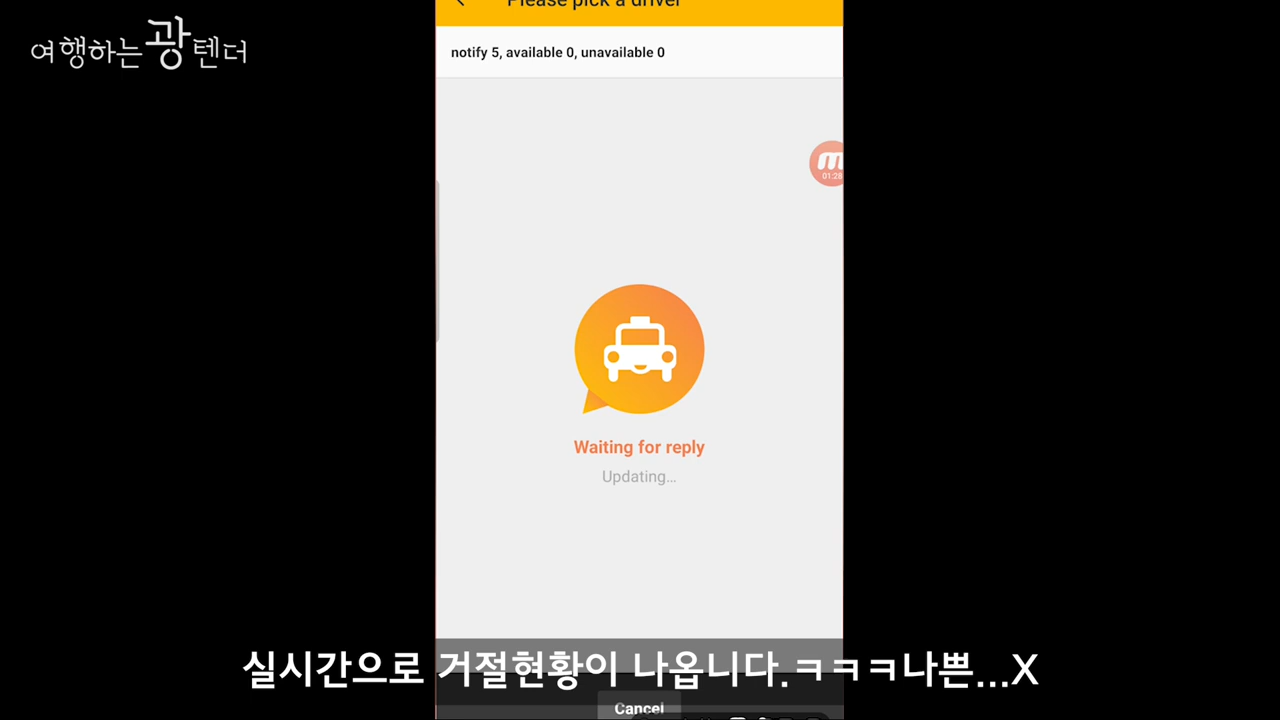 Please pick a driver
여행하는광텐더
notify 5, available 0, unavailable 0
m
01:28
Waiting for reply
Updating...
실시간으로 거절현황이 나옵니다.ㅋㅋㅋ나쁜...X
Cancel